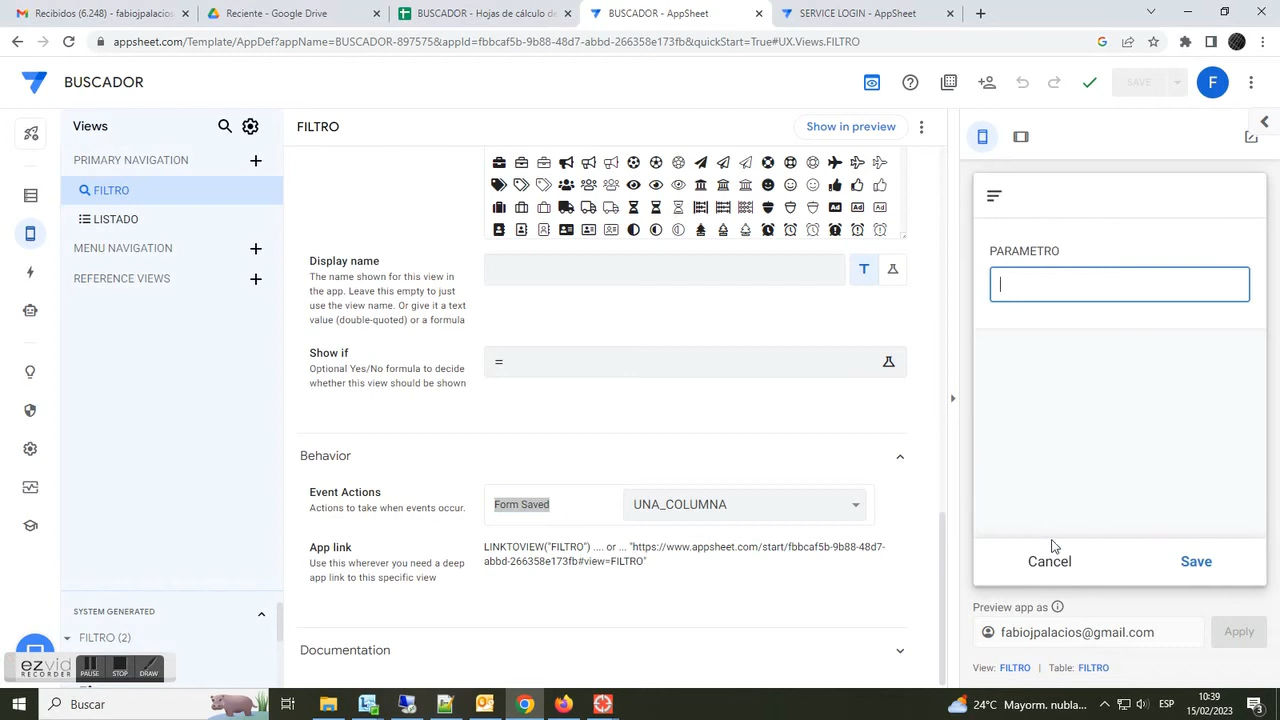 Recibidos (6.248) - fabiojpalacios
Reciente - Google Drive
BUSCADOR - Hojas de cálculo de
BUSCADOR - AppSheet
SERVICE LOGIN - AppSheet
appsheet.com/Template/AppDef?appName=BUSCADOR-897575&appId=fbbcaf5b-9b88-48d7-abbd-266358e173fb&quickStart=True#UX.Views.FILTRO
BUSCADOR
SAVE
F
Views
FILTRO
Show in preview
PRIMARY NAVIGATION
FILTRO
LISTADO
MENU NAVIGATION
REFERENCE VIEWS
Ad Ad Ad
Display name
The name shown for this view in
the app. Leave this empty to just
use the view name. Or give it a text
value (double-quoted) or a formula
T
Show if
Optional Yes/No formula to decide
whether this view should be shown
=
Behavior
Event Actions
Actions to take when events occur.
Form Saved
UNA_COLUMNA
App link
Use this wherever you need a deep
app link to this specific view
LINKTOVIEW("FILTRO") .... or ... "https://www.appsheet.com/start/fbbcaf5b-9b88-48d7-
abbd-266358e173fb#view=FILTRO"
Documentation
SYSTEM GENERATED
FILTRO (2)
PARAMETRO
Cancel
Save
Preview app as
fabiojpalacios@gmail.com
Apply
View: FILTRO | Table: FILTRO
ezvid
RECORDER
PAUSE
STOP
DRAW
Buscar
24°C Mayorm. nubla...
ESP
10:39
15/02/2023
3